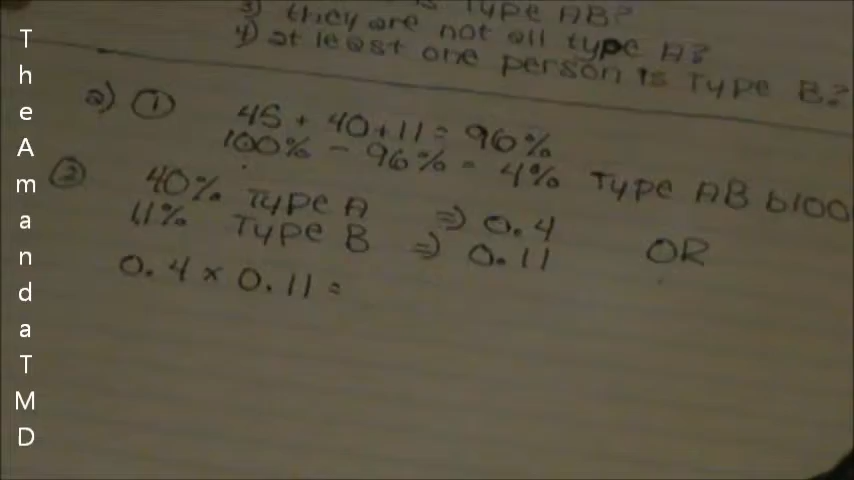 is Type AB?
3) they are not all type A?
4) at least one person is Type B?
a) ① 45 + 40 + 11 = 96%
100% - 96% = 4% Type AB bloo
② 40% Type A => 0.4
11% Type B => 0.11 OR
0.4 x 0.11 =
TheAmandaTMD